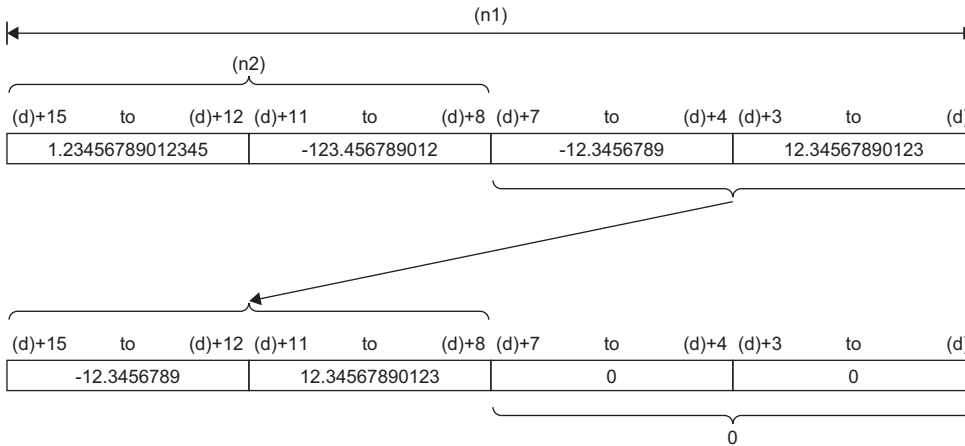 (n1)
(n2)
(d)+15 to (d)+12 (d)+11 to (d)+8 (d)+7 to (d)+4 (d)+3 to (d)
1.23456789012345 -123.456789012 -12.3456789 12.34567890123
(d)+15 to (d)+12 (d)+11 to (d)+8 (d)+7 to (d)+4 (d)+3 to (d)
-12.3456789 12.34567890123 0 0
0